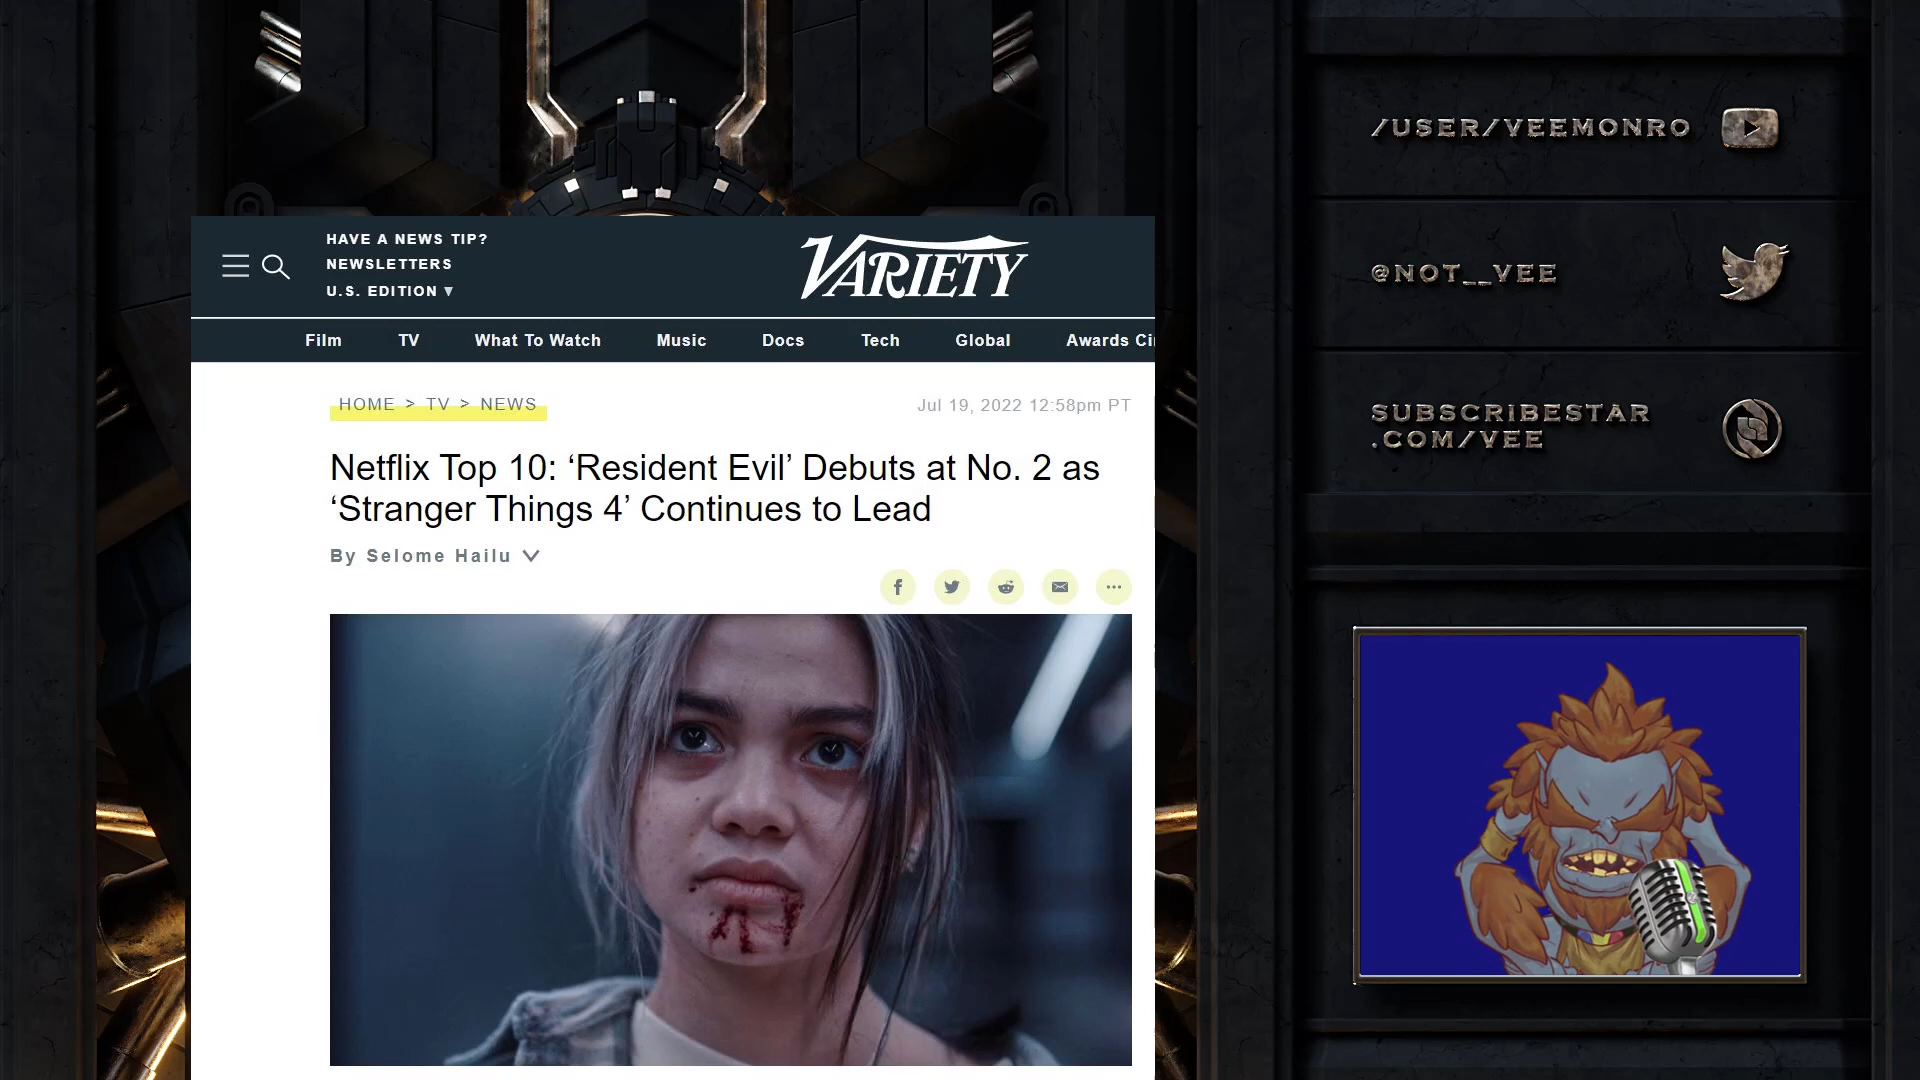 HAVE A NEWS TIP?
NEWSLETTERS
U.S. EDITION ▾
VARIETY
Film TV What To Watch Music Docs Tech Global Awards Ci
HOME > TV > NEWS
Jul 19, 2022 12:58pm PT
Netflix Top 10: ‘Resident Evil’ Debuts at No. 2 as
‘Stranger Things 4’ Continues to Lead
By Selome Hailu
/USER/VEEMONRO
@NOT__VEE
SUBSCRIBESTAR
.COM/VEE